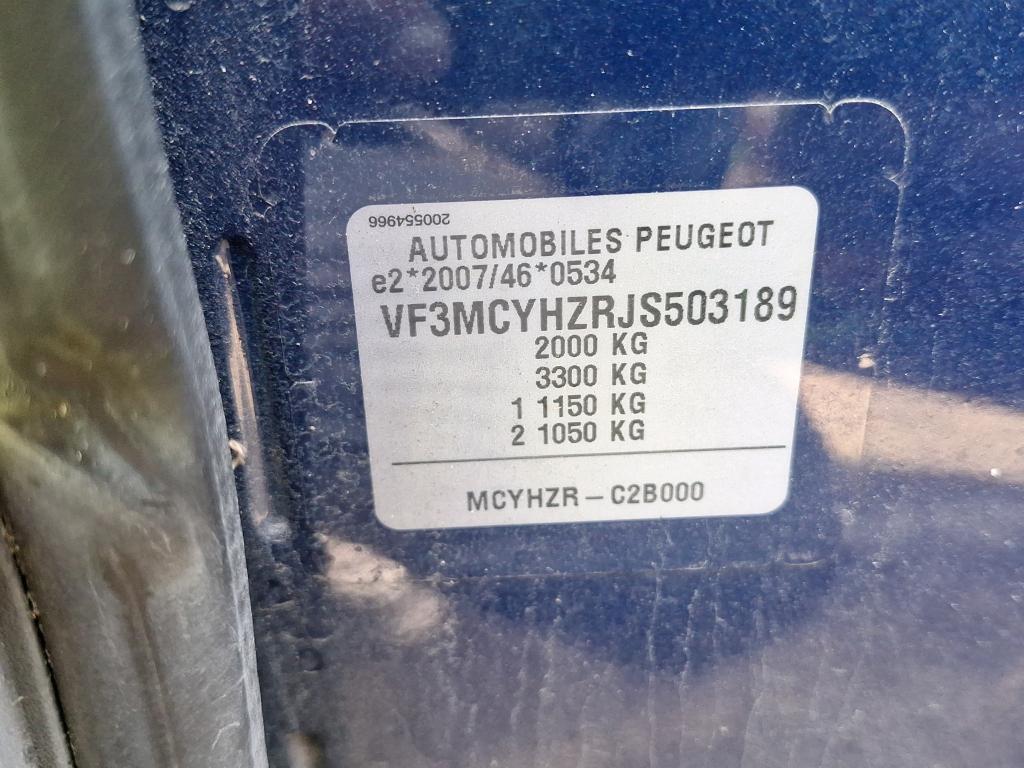 200554966
AUTOMOBILES PEUGEOT
e2*2007/46*0534
VF3MCYHZRJS503189
2000 KG
3300 KG
1 1150 KG
2 1050 KG
MCYHZR – C2B000